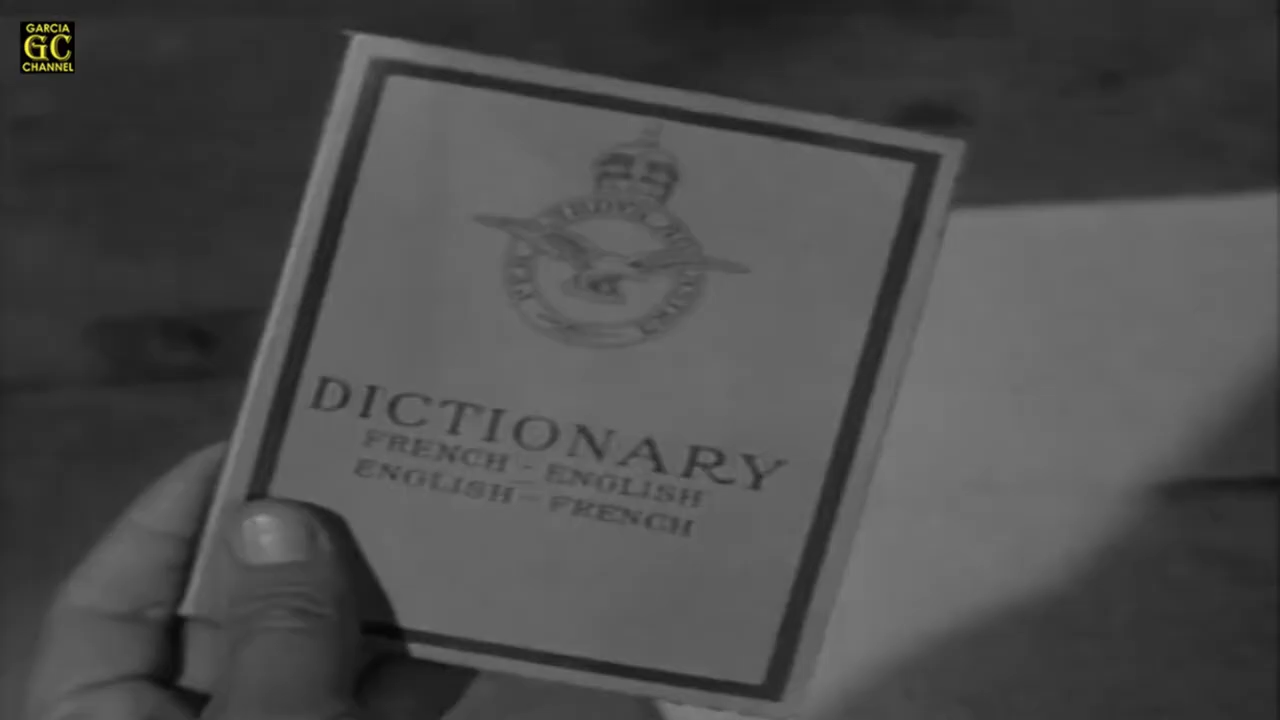 GARCIA
GC
CHANNEL
DICTIONARY
FRENCH - ENGLISH
ENGLISH - FRENCH